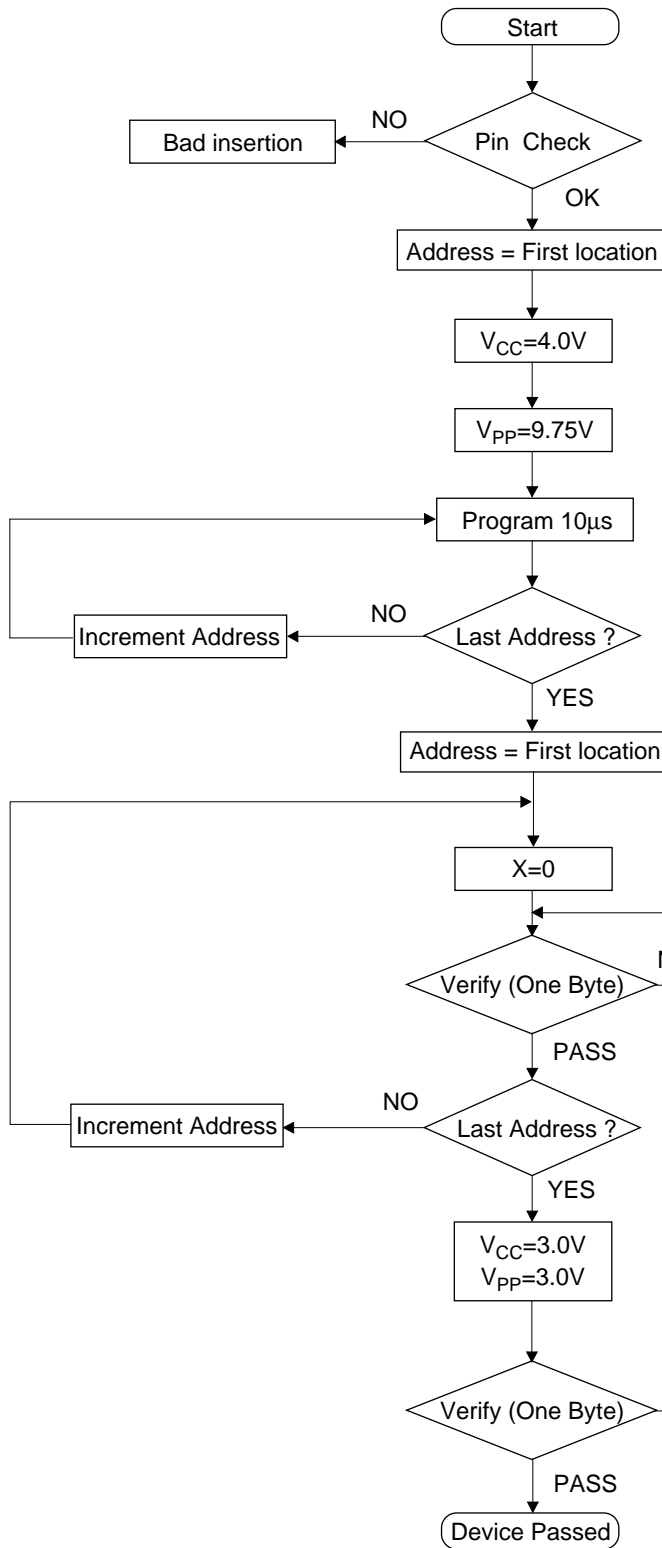 Start
NO
Pin Check
Bad insertion
OK
Address = First location
VCC=4.0V
VPP=9.75V
Program 10μs
NO
Last Address ?
Increment Address
YES
Address = First location
X=0
Verify (One Byte)
PASS
NO
Last Address ?
Increment Address
YES
VCC=3.0V
VPP=3.0V
Verify (One Byte)
PASS
Device Passed